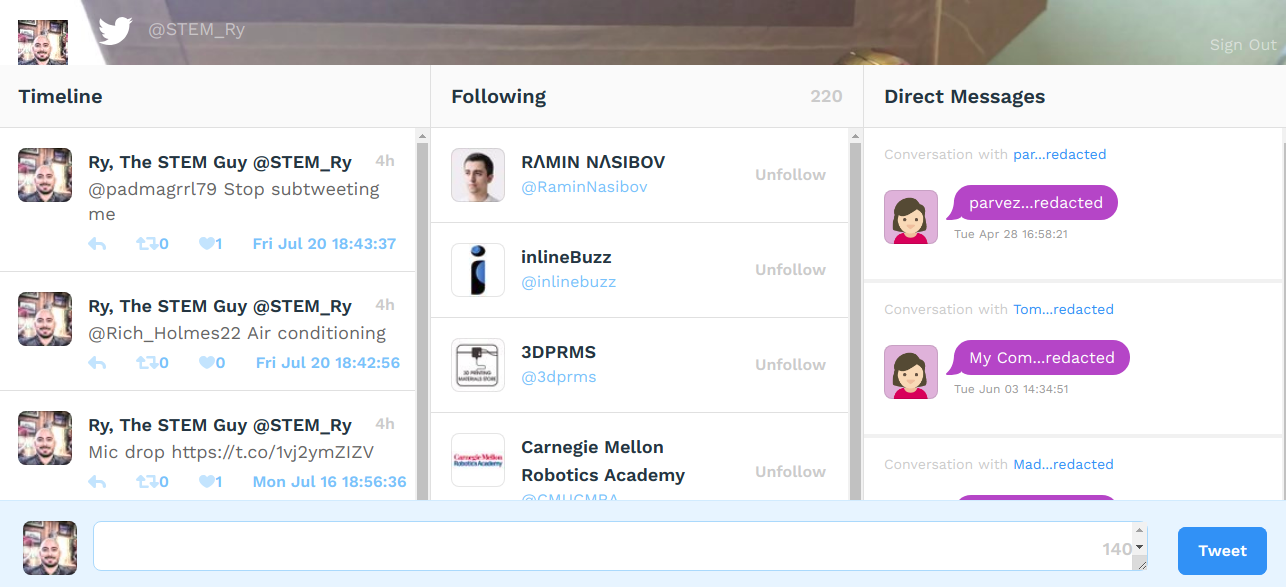 @STEM_Ry
Sign Out
Timeline
Ry, The STEM Guy @STEM_Ry 4h
@padmagrrl79 Stop subtweeting
me
0 1 Fri Jul 20 18:43:37
Ry, The STEM Guy @STEM_Ry 4h
@Rich_Holmes22 Air conditioning
0 0 Fri Jul 20 18:42:56
Ry, The STEM Guy @STEM_Ry 4h
Mic drop https://t.co/1vj2ymZIZV
0 1 Mon Jul 16 18:56:36
Following 220
RΛMIN NΛSIBOV
@RaminNasibov
Unfollow
inlineBuzz
@inlinebuzz
Unfollow
3D PRINTING
MATERIALS STORE
3DPRMS
@3dprms
Unfollow
Carnegie Mellon
Robotics Academy
Carnegie Mellon
Robotics Academy
@CMUCMRA
Unfollow
Direct Messages
Conversation with par...redacted
parvez...redacted
Tue Apr 28 16:58:21
Conversation with Tom...redacted
My Com...redacted
Tue Jun 03 14:34:51
Conversation with Mad...redacted
140
Tweet